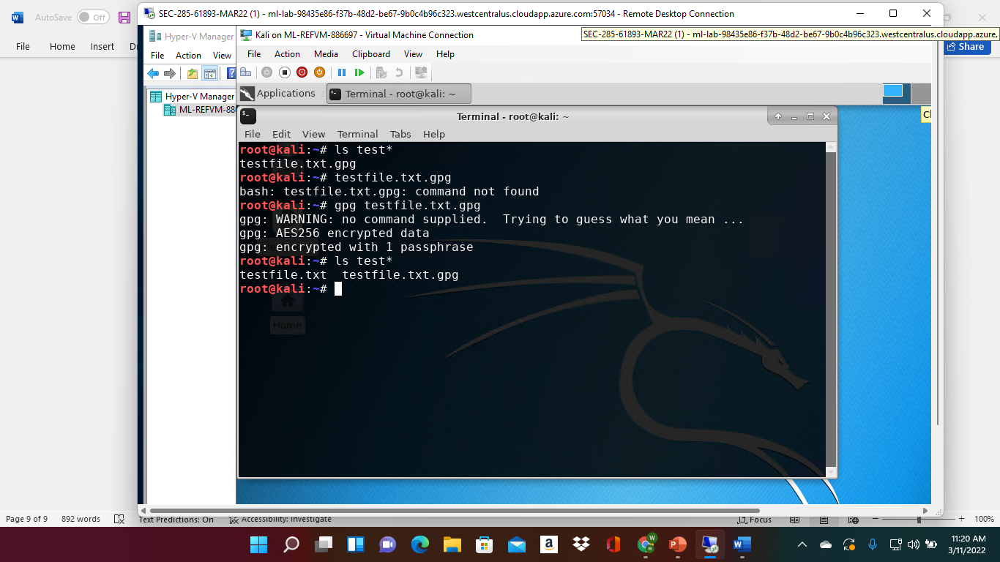 AutoSave Off
SEC-285-61893-MAR22 (1) - ml-lab-98435e86-f37b-48d2-be67-9b0c4b96c323.westcentralus.cloudapp.azure.com:57034 - Remote Desktop Connection
File Home Insert
Hyper-V Manager
Kali on ML-REFVM-886697 - Virtual Machine Connection
SEC-285-61893-MAR22 (1) - ml-lab-98435e86-f37b-48d2-be67-9b0c4b96c323.westcentralus.cloudapp.azure.
Share
File Action View
File Action Media Clipboard View Help
Hyper-V Manager
ML-REFVM-886
Applications
Terminal - root@kali: ~
Terminal - root@kali: ~
File Edit View Terminal Tabs Help
root@kali:~# ls test*
testfile.txt.gpg
root@kali:~# testfile.txt.gpg
bash: testfile.txt.gpg: command not found
root@kali:~# gpg testfile.txt.gpg
gpg: WARNING: no command supplied.  Trying to guess what you mean ...
gpg: AES256 encrypted data
gpg: encrypted with 1 passphrase
root@kali:~# ls test*
testfile.txt  testfile.txt.gpg
root@kali:~#
Home
Page 9 of 9 892 words Text Predictions: On Accessibility: Investigate Focus 100%
11:20 AM
3/11/2022